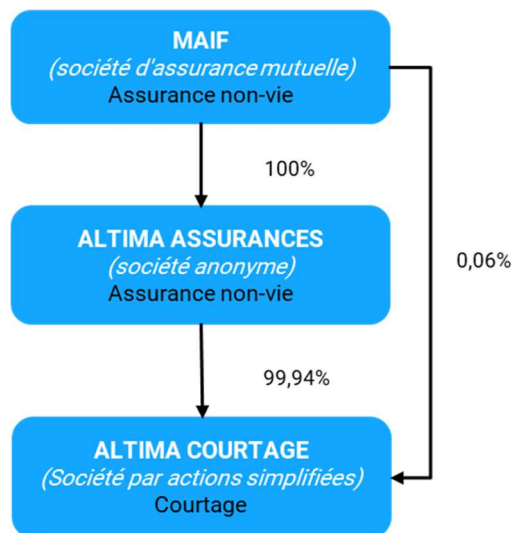 MAIF
(société d'assurance mutuelle)
Assurance non-vie
100%
ALTIMA ASSURANCES
(société anonyme)
Assurance non-vie
0,06%
99,94%
ALTIMA COURTAGE
(Société par actions simplifiées)
Courtage